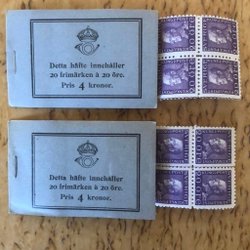 Detta häfte innehåller
20 frimärken à 20 öre.
Pris 4 kronor.
Detta häfte innehåller
20 frimärken à 20 öre.
Pris 4 kronor.